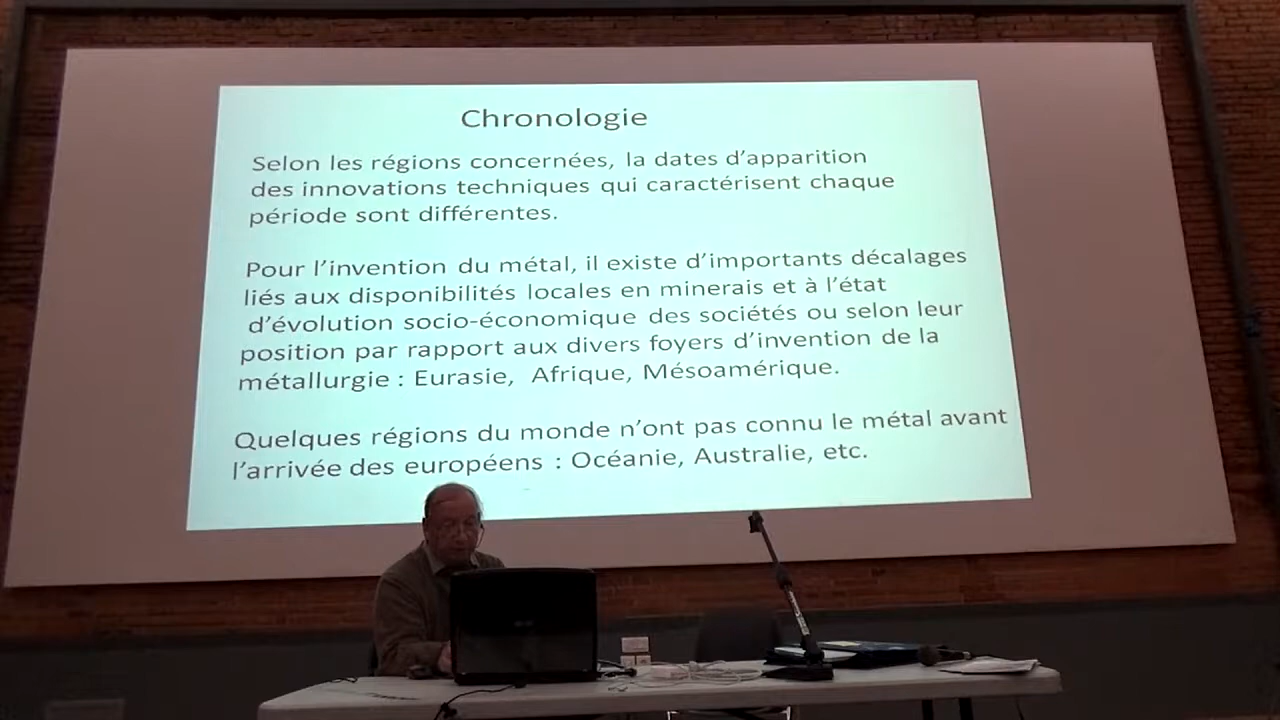 Chronologie
Selon les régions concernées, la dates d'apparition
des innovations techniques qui caractérisent chaque
période sont différentes.
Pour l'invention du métal, il existe d'importants décalages
liés aux disponibilités locales en minerais et à l'état
d'évolution socio-économique des sociétés ou selon leur
position par rapport aux divers foyers d'invention de la
métallurgie : Eurasie, Afrique, Mésoamérique.
Quelques régions du monde n'ont pas connu le métal avant
l'arrivée des européens : Océanie, Australie, etc.